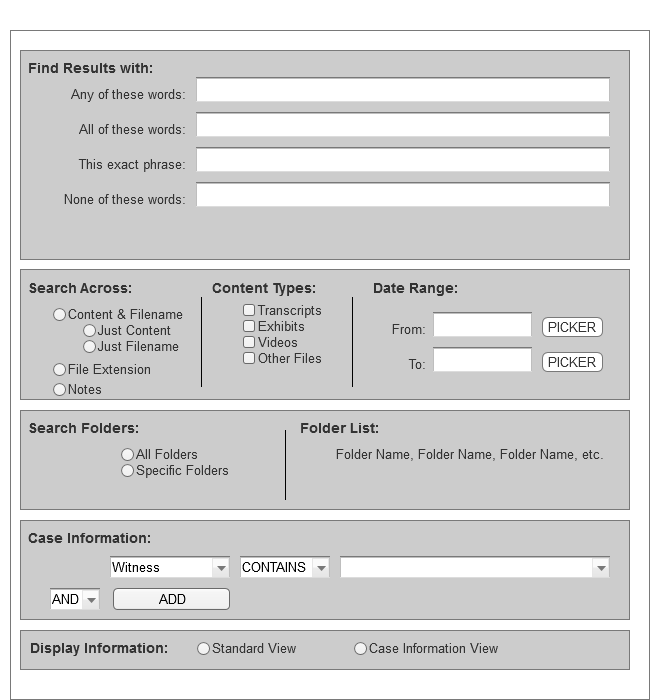 Find Results with:
Any of these words:
All of these words:
This exact phrase:
None of these words:
Search Across:
Content & Filename
Just Content
Just Filename
File Extension
Notes
Content Types:
Transcripts
Exhibits
Videos
Other Files
Date Range:
From: PICKER
To: PICKER
Search Folders:
All Folders
Specific Folders
Folder List:
Folder Name, Folder Name, Folder Name, etc.
Case Information:
Witness CONTAINS
AND ADD
Display Information: Standard View Case Information View